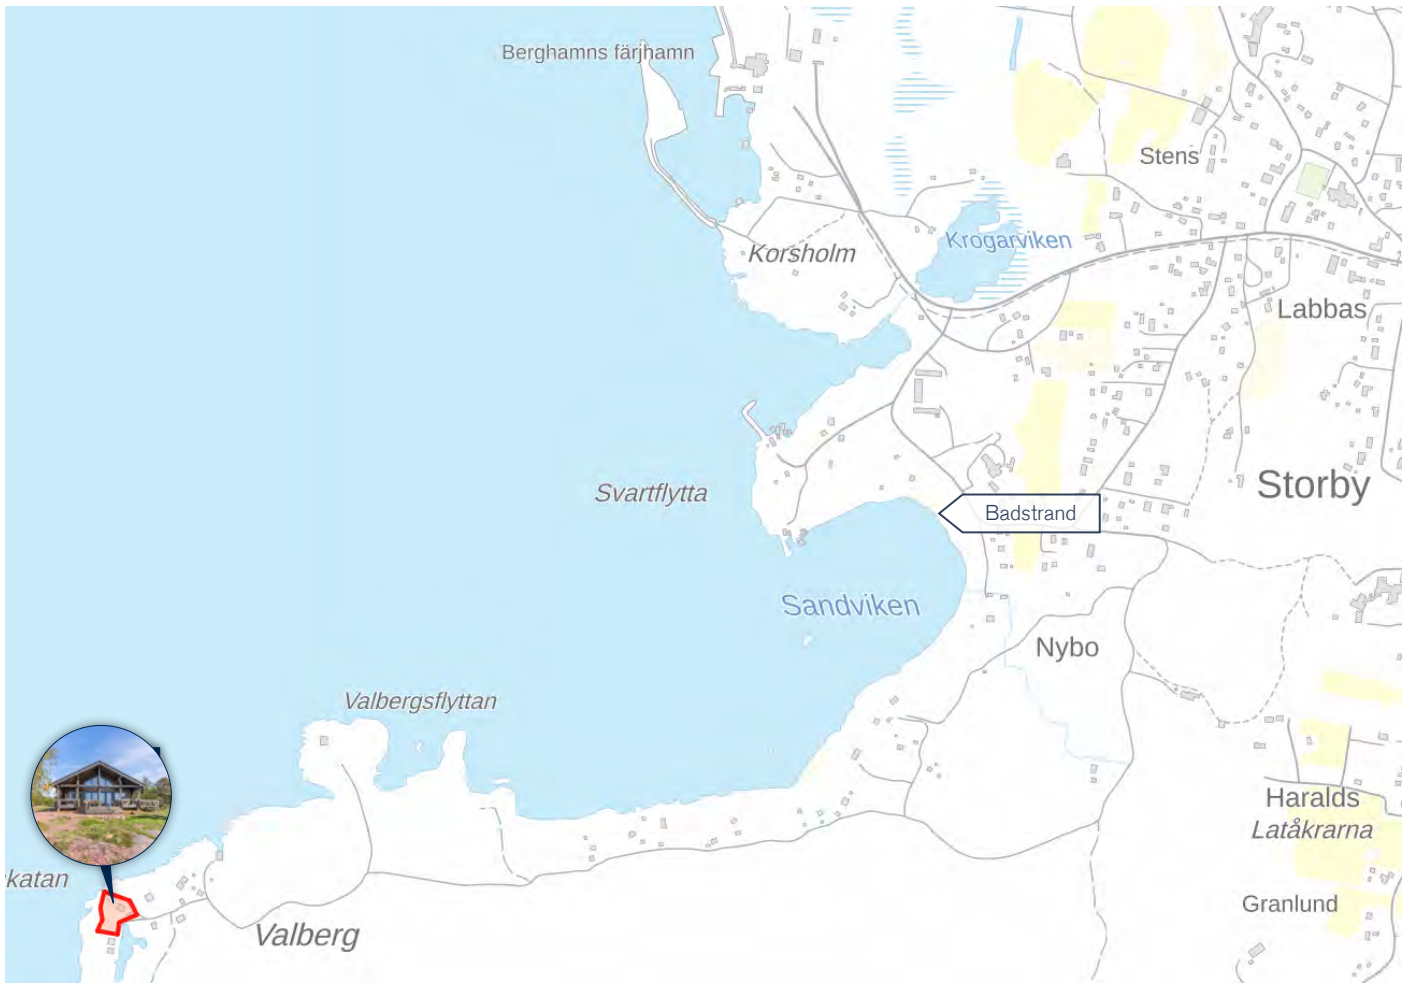 Berghamns färjhamn
Stens
Krogarviken
Korsholm
Labbas
Svartflytta
Storby
Badstrand
Sandviken
Nybo
Valbergsflyttan
Haralds
Latåkrarna
katan
Granlund
Valberg